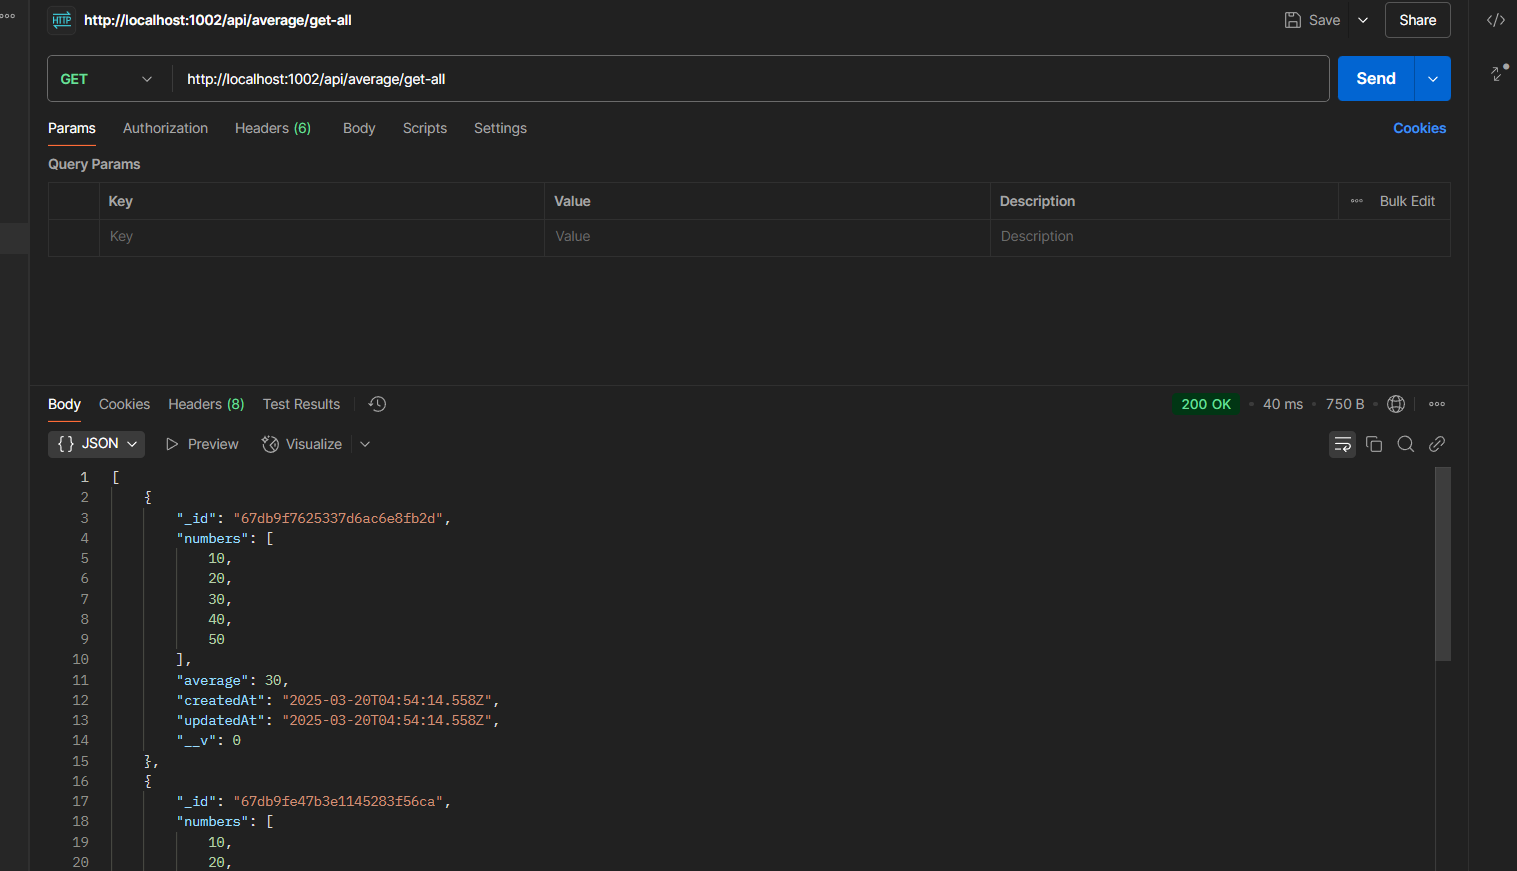 HTTP http://localhost:1002/api/average/get-all Save Share
GET http://localhost:1002/api/average/get-all Send
Params Authorization Headers (6) Body Scripts Settings Cookies
Query Params
Key Value Description Bulk Edit
Key Value Description
Body Cookies Headers (8) Test Results 200 OK 40 ms 750 B
{} JSON Preview Visualize
1 [
2 {
3 "_id": "67db9f7625337d6ac6e8fb2d",
4 "numbers": [
5 10,
6 20,
7 30,
8 40,
9 50
10 ],
11 "average": 30,
12 "createdAt": "2025-03-20T04:54:14.558Z",
13 "updatedAt": "2025-03-20T04:54:14.558Z",
14 "__v": 0
15 },
16 {
17 "_id": "67db9fe47b3e1145283f56ca",
18 "numbers": [
19 10,
20 20,